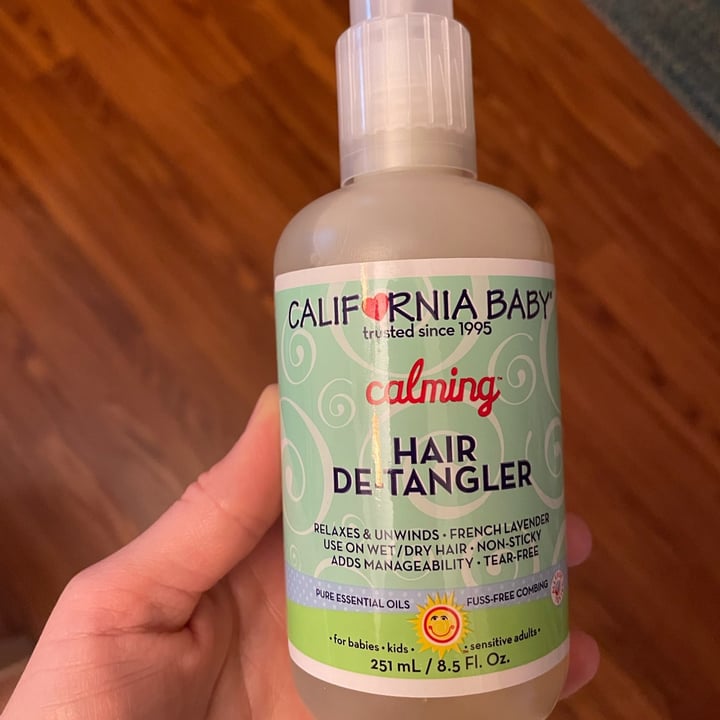 CALIFORNIA BABY®
trusted since 1995
calming™
HAIR
DE-TANGLER
RELAXES & UNWINDS • FRENCH LAVENDER
USE ON WET/DRY HAIR • NON-STICKY
ADDS MANAGEABILITY • TEAR-FREE
PURE ESSENTIAL OILS FUSS-FREE COMBING
• for babies • kids • • sensitive adults •
251 mL / 8.5 Fl. Oz.